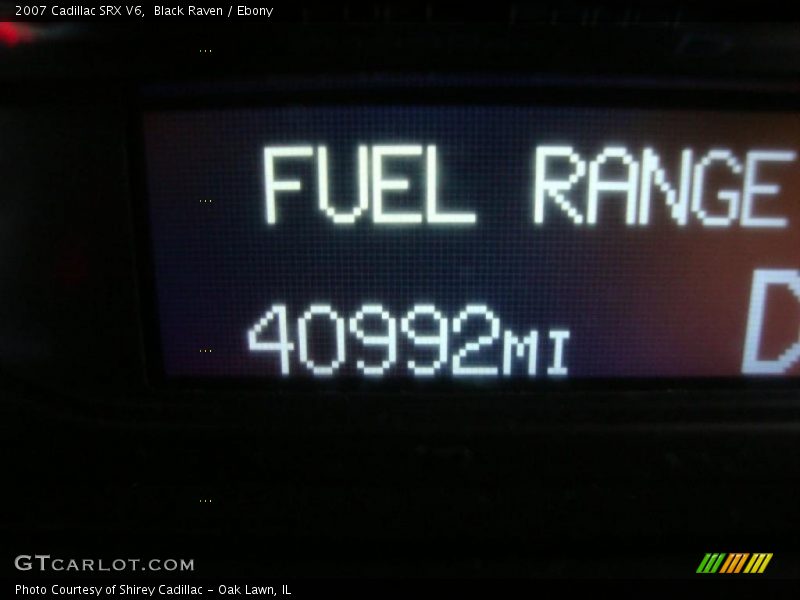 2007 Cadillac SRX V6,  Black Raven / Ebony
...
FUEL RANGE
...
40992MI D
...
...
GTCARLOT.COM
Photo Courtesy of Shirey Cadillac - Oak Lawn, IL